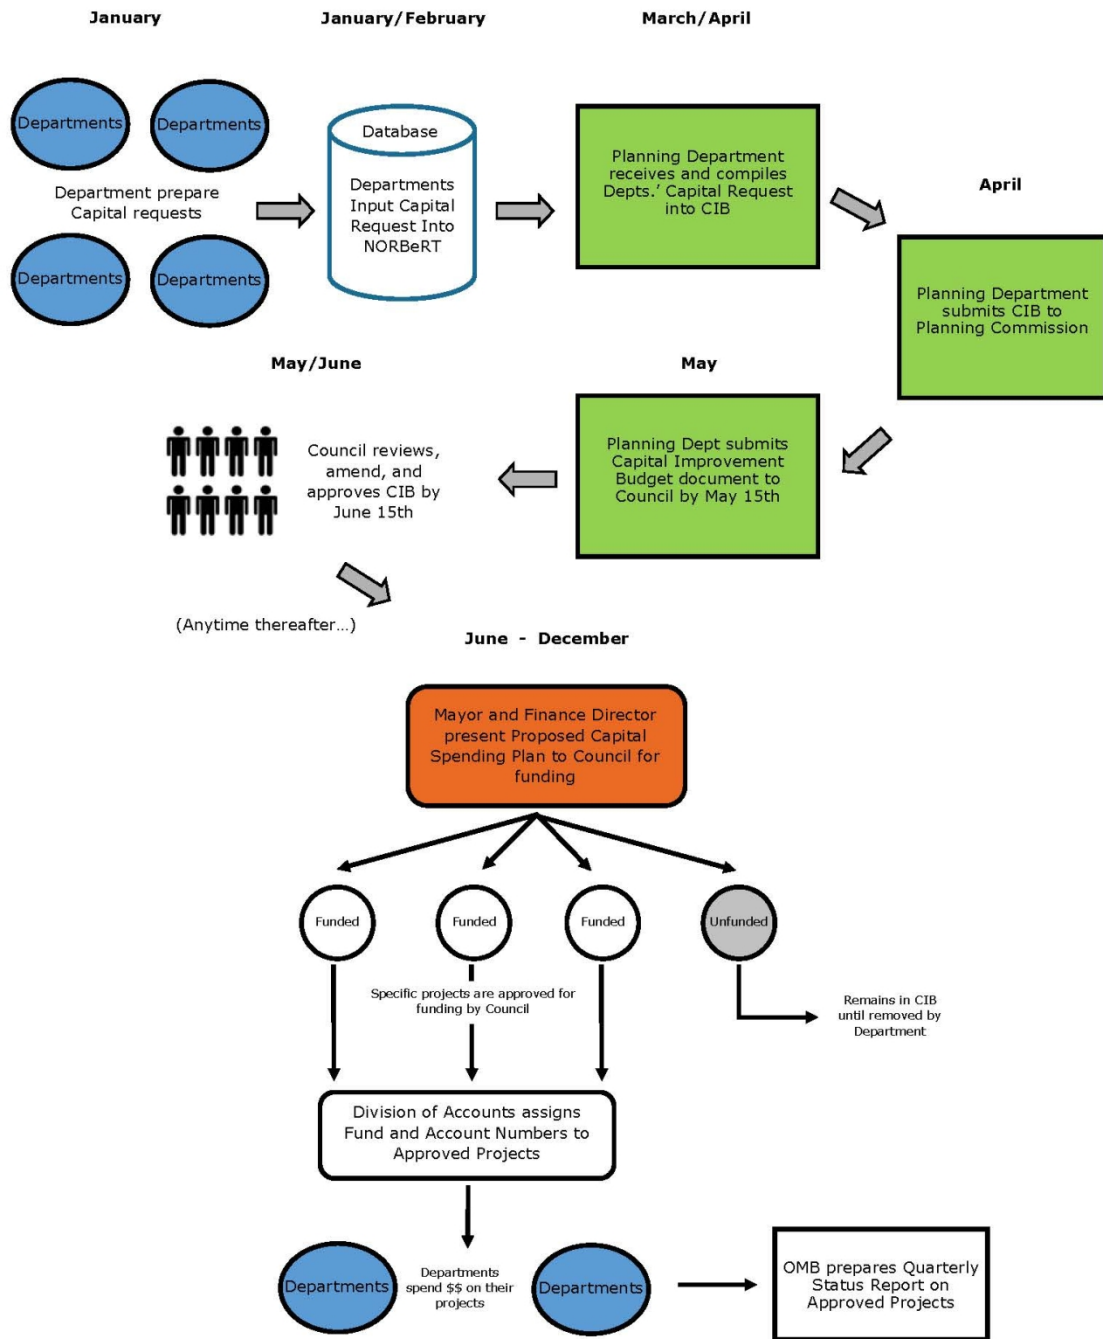 January
January/February
March/April
Departments
Departments
Department prepare
Capital requests
Departments
Departments
Database
Departments
Input Capital
Request Into
NORBeRT
Planning Department
receives and compiles
Depts.’ Capital Request
into CIB
April
Planning Department
submits CIB to
Planning Commission
May/June
May
Council reviews,
amend, and
approves CIB by
June 15th
Planning Dept submits
Capital Improvement
Budget document to
Council by May 15th
(Anytime thereafter...)
June - December
Mayor and Finance Director
present Proposed Capital
Spending Plan to Council for
funding
Funded
Funded
Funded
Unfunded
Specific projects are approved for
funding by Council
Remains in CIB
until removed by
Department
Division of Accounts assigns
Fund and Account Numbers to
Approved Projects
Departments
Departments
spend $$ on their
projects
Departments
OMB prepares Quarterly
Status Report on
Approved Projects